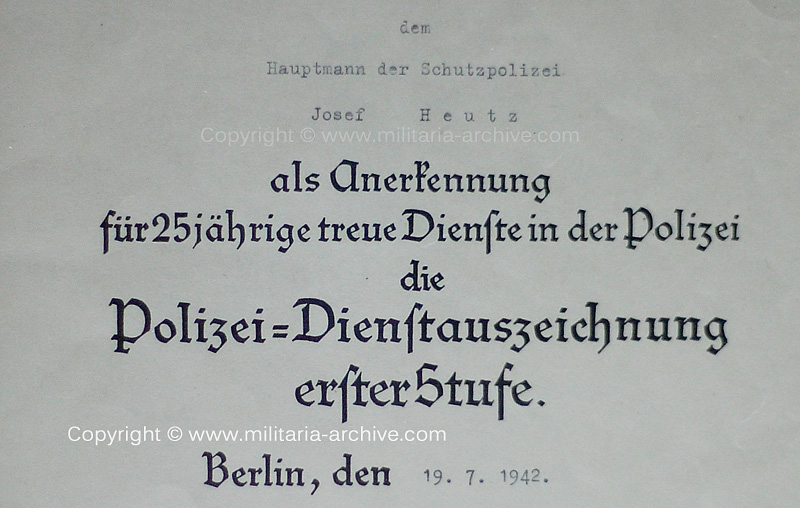 dem
Hauptmann der Schutzpolizei
Josef Heutz
Copyright © www.militaria-archive.com
als Anerkennung
für 25jährige treue Dienste in der Polizei
die
Polizei=Dienstauszeichnung
erster Stufe.
Copyright © www.militaria-archive.com
Berlin, den 19. 7. 1942.